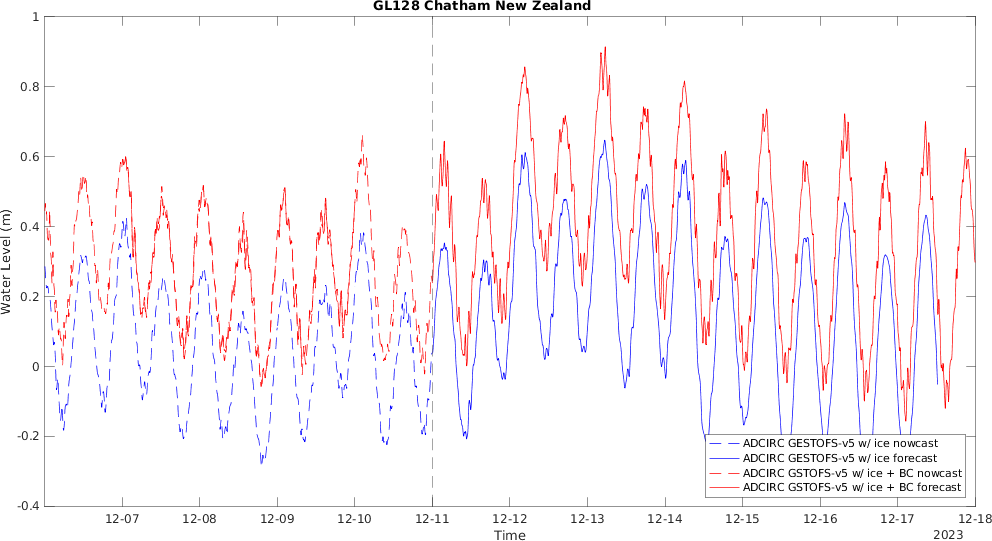 GL128 Chatham New Zealand
1
0.8
0.6
0.4
0.2
0
-0.2
-0.4
Water Level (m)
12-07 12-08 12-09 12-10 12-11 12-12 12-13 12-14 12-15 12-16 12-17 12-18
Time
2023
ADCIRC GESTOFS-v5 w/ ice nowcast
ADCIRC GESTOFS-v5 w/ ice forecast
ADCIRC GSTOFS-v5 w/ ice + BC nowcast
ADCIRC GSTOFS-v5 w/ ice + BC forecast